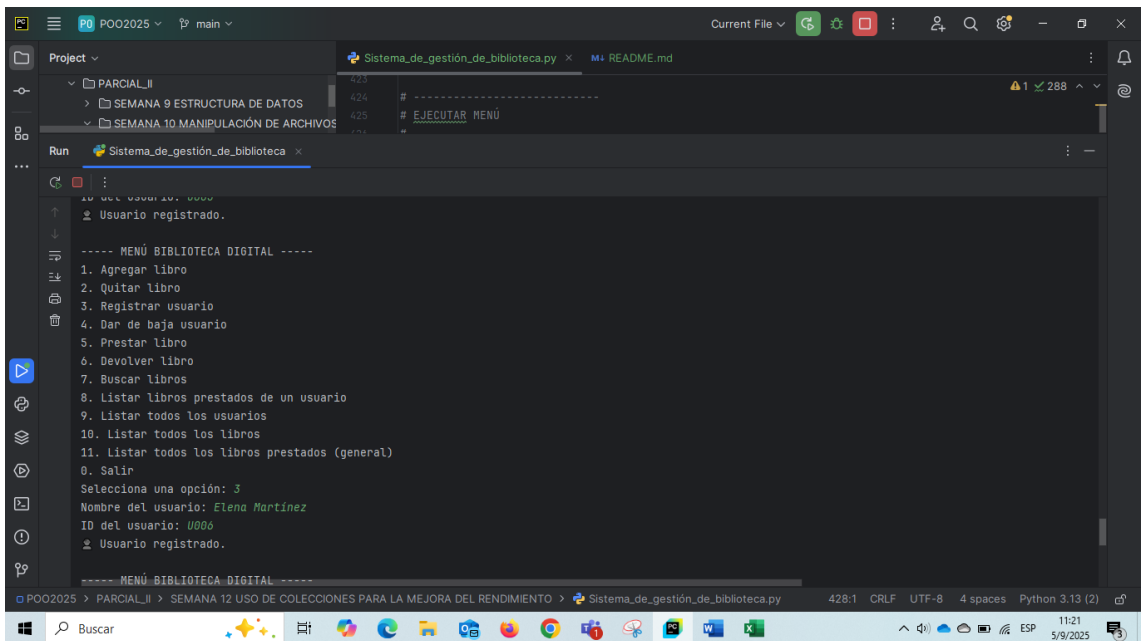 PC P0 POO2025 main Current File
Project
Sistema_de_gestión_de_biblioteca.py × M↓ README.md
PARCIAL_II
423
SEMANA 9 ESTRUCTURA DE DATOS
424 # ----------------------------
1 288
SEMANA 10 MANIPULACIÓN DE ARCHIVOS
425 # EJECUTAR MENÚ
Run Sistema_de_gestión_de_biblioteca ×
ID del usuario: U005
Usuario registrado.
----- MENÚ BIBLIOTECA DIGITAL -----
1. Agregar libro
2. Quitar libro
3. Registrar usuario
4. Dar de baja usuario
5. Prestar libro
6. Devolver libro
7. Buscar libros
8. Listar libros prestados de un usuario
9. Listar todos los usuarios
10. Listar todos los libros
11. Listar todos los libros prestados (general)
0. Salir
Selecciona una opción: 3
Nombre del usuario: Elena Martínez
ID del usuario: U006
Usuario registrado.
----- MENÚ BIBLIOTECA DIGITAL -----
POO2025 > PARCIAL_II > SEMANA 12 USO DE COLECCIONES PARA LA MEJORA DEL RENDIMIENTO > Sistema_de_gestión_de_biblioteca.py 428:1 CRLF UTF-8 4 spaces Python 3.13 (2)
Buscar
ESP 11:21
5/9/2025
3